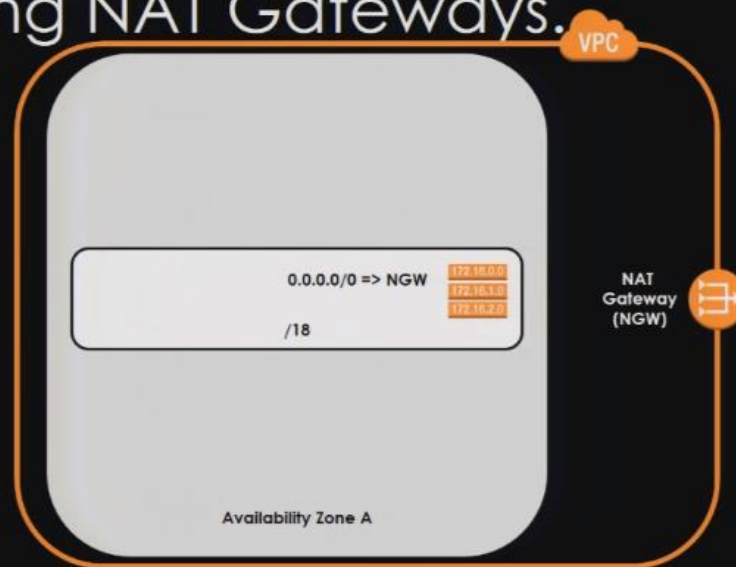 ng NAT Gateways.
VPC
0.0.0.0/0 => NGW
172.16.0.0
172.16.1.0
172.16.2.0
/18
NAT
Gateway
(NGW)
Availability Zone A